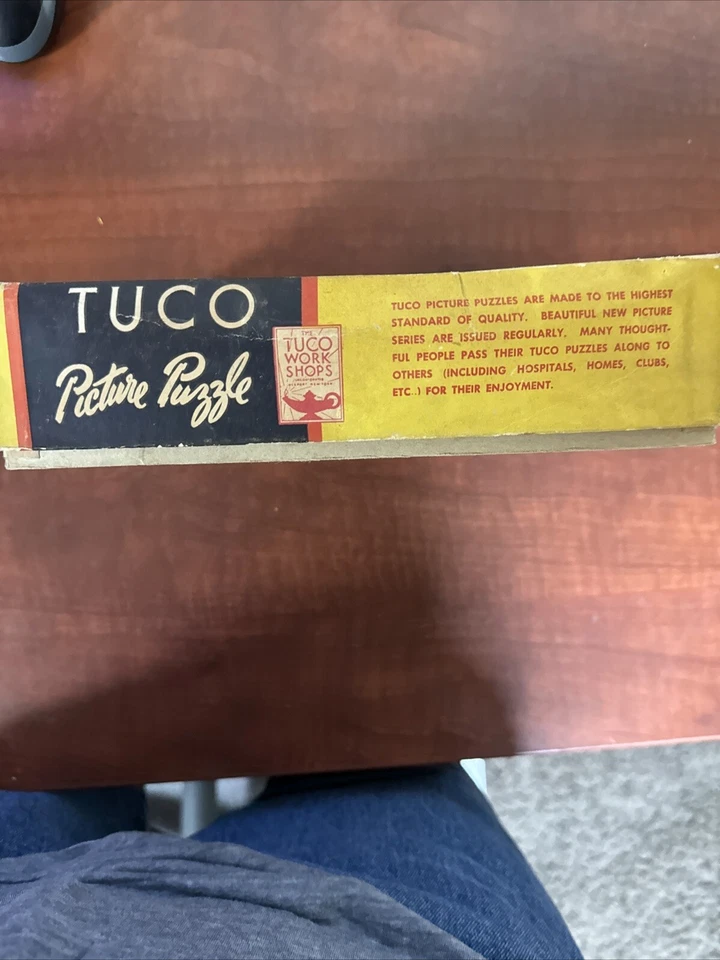 TUCO
Picture Puzzle
THE
TUCO
WORK
SHOPS
TUCO PICTURE PUZZLES ARE MADE TO THE HIGHEST
STANDARD OF QUALITY. BEAUTIFUL NEW PICTURE
SERIES ARE ISSUED REGULARLY. MANY THOUGHT-
FUL PEOPLE PASS THEIR TUCO PUZZLES ALONG TO
OTHERS (INCLUDING HOSPITALS, HOMES, CLUBS,
ETC.) FOR THEIR ENJOYMENT.